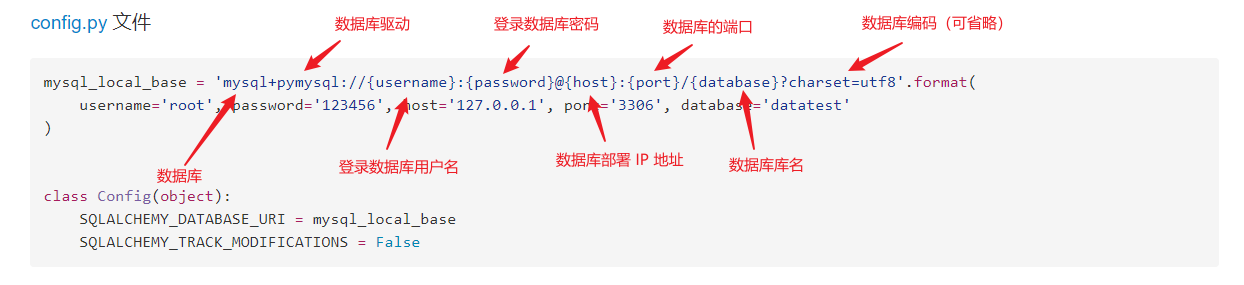 config.py 文件
数据库驱动
登录数据库密码
数据库的端口
数据库编码（可省略）
mysql_local_base = 'mysql+pymysql://{username}:{password}@{host}:{port}/{database}?charset=utf8'.format(
username='root', password='123456', host='127.0.0.1', port='3306', database='datatest'
)
数据库
登录数据库用户名
数据库部署 IP 地址
数据库库名
class Config(object):
SQLALCHEMY_DATABASE_URI = mysql_local_base
SQLALCHEMY_TRACK_MODIFICATIONS = False